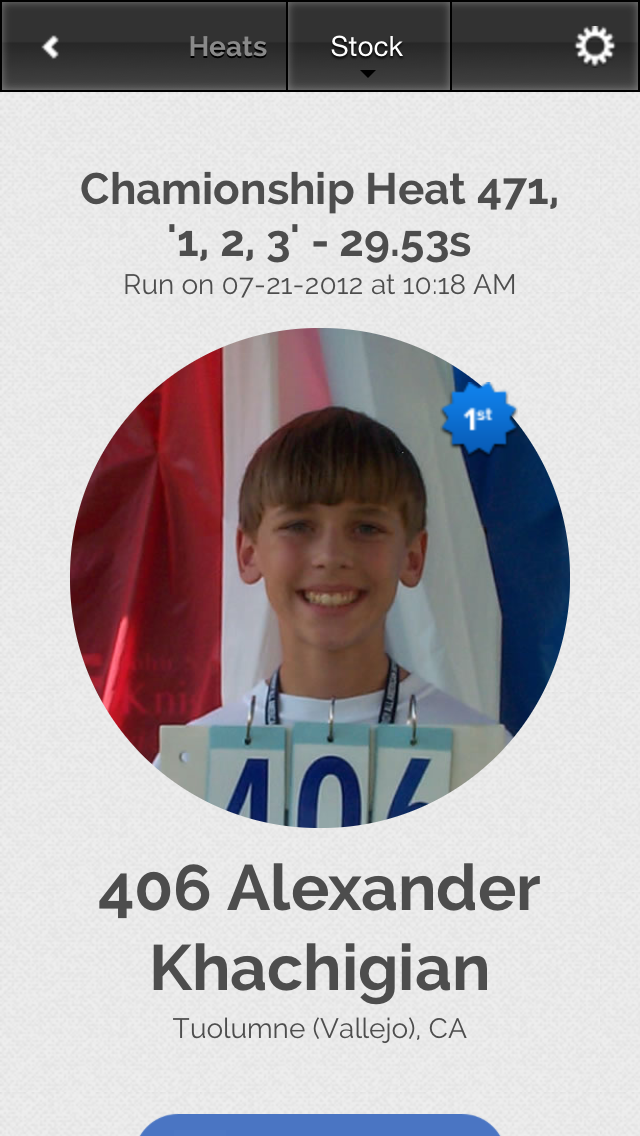 Heats Stock
Chamionship Heat 471,
'1, 2, 3' - 29.53s
Run on 07-21-2012 at 10:18 AM
1st
406
406 Alexander
Khachigian
Tuolumne (Vallejo), CA